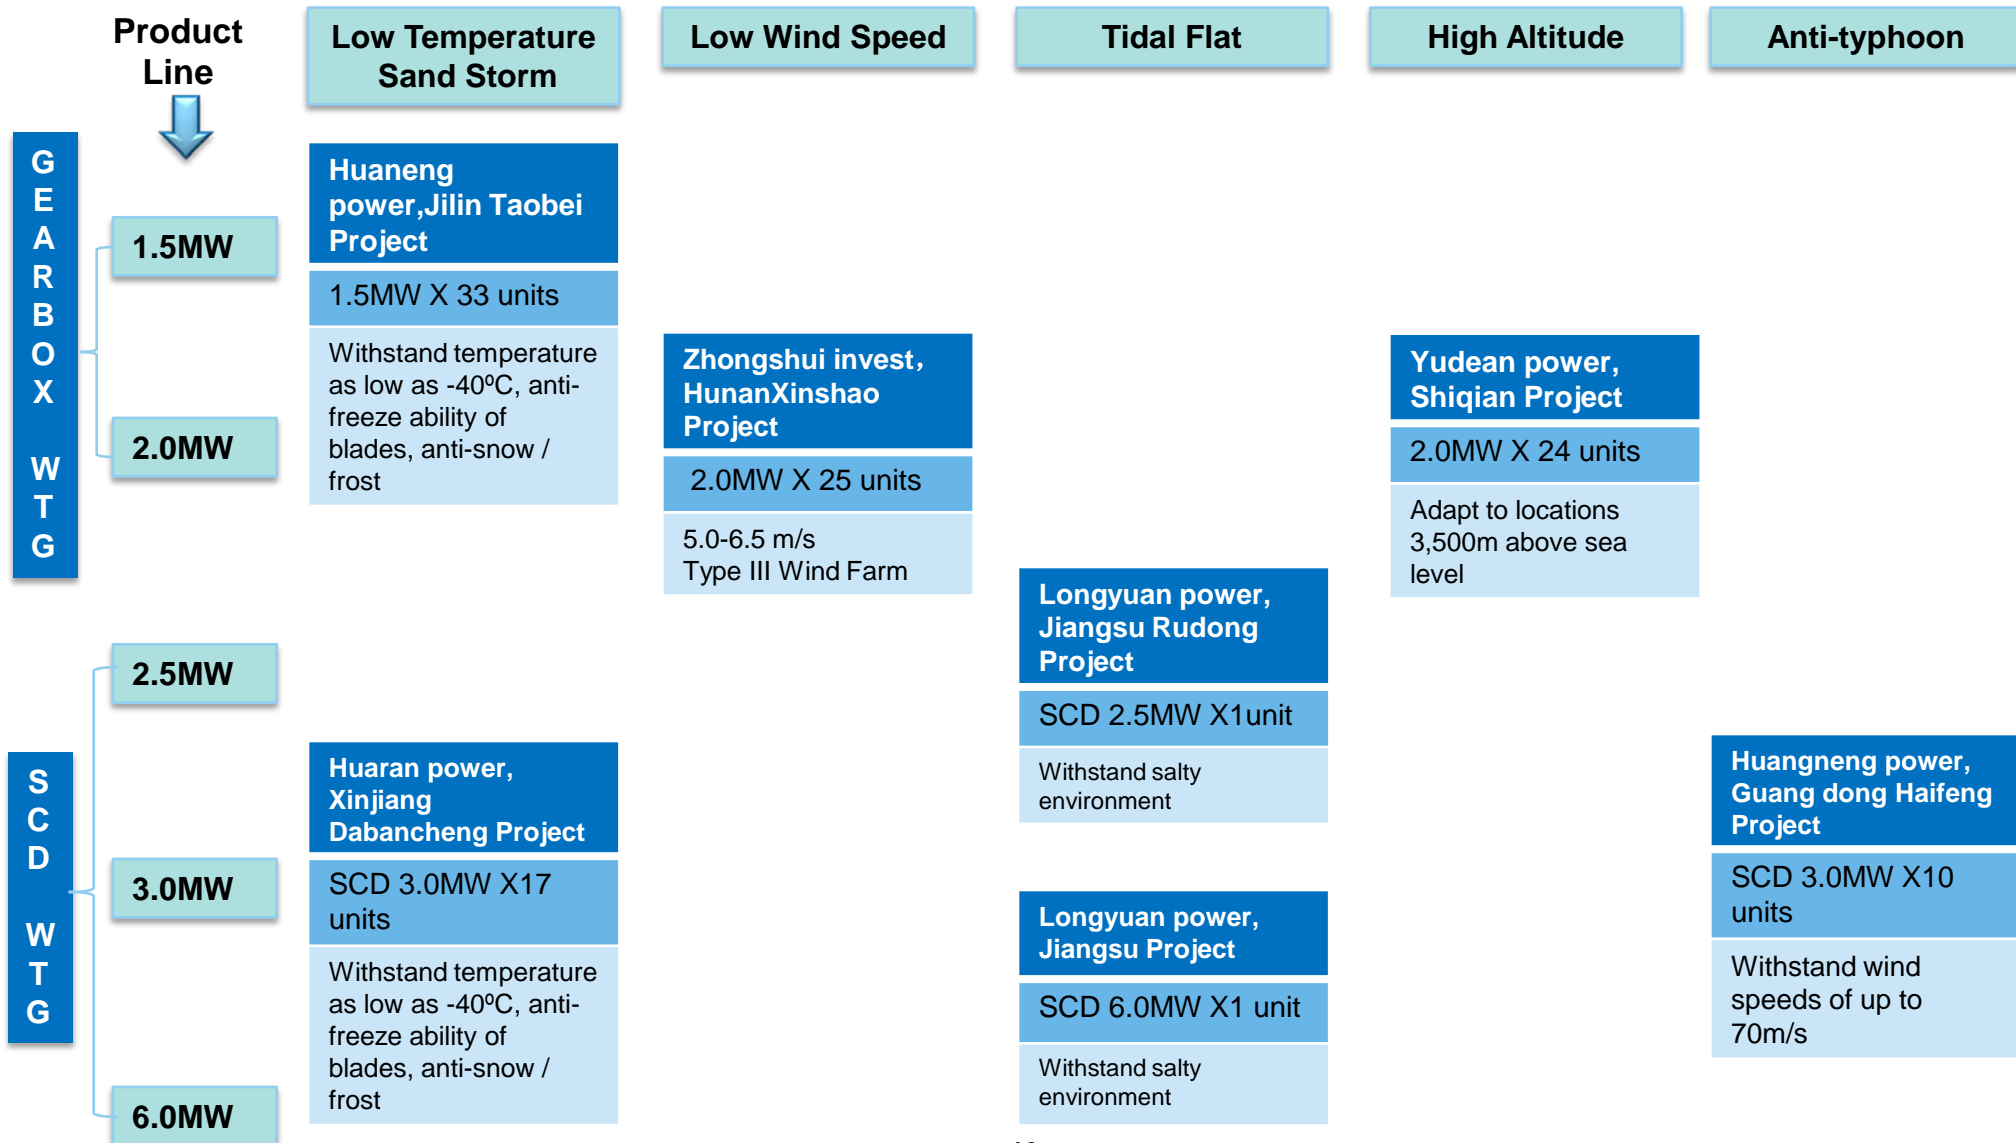 Product
Line
Low Temperature
Sand Storm
Low Wind Speed
Tidal Flat
High Altitude
Anti-typhoon
GEARBOX WTG
1.5MW
2.0MW
Huaneng
power,Jilin Taobei
Project
1.5MW X 33 units
Withstand temperature
as low as -40ºC, anti-
freeze ability of
blades, anti-snow /
frost
Zhongshui invest，
HunanXinshao
Project
2.0MW X 25 units
5.0-6.5 m/s
Type III Wind Farm
Yudean power,
Shiqian Project
2.0MW X 24 units
Adapt to locations
3,500m above sea
level
SCD WTG
2.5MW
3.0MW
6.0MW
Huaran power,
Xinjiang
Dabancheng Project
SCD 3.0MW X17
units
Withstand temperature
as low as -40ºC, anti-
freeze ability of
blades, anti-snow /
frost
Longyuan power,
Jiangsu Rudong
Project
SCD 2.5MW X1unit
Withstand salty
environment
Longyuan power,
Jiangsu Project
SCD 6.0MW X1 unit
Withstand salty
environment
Huangneng power,
Guang dong Haifeng
Project
SCD 3.0MW X10
units
Withstand wind
speeds of up to
70m/s